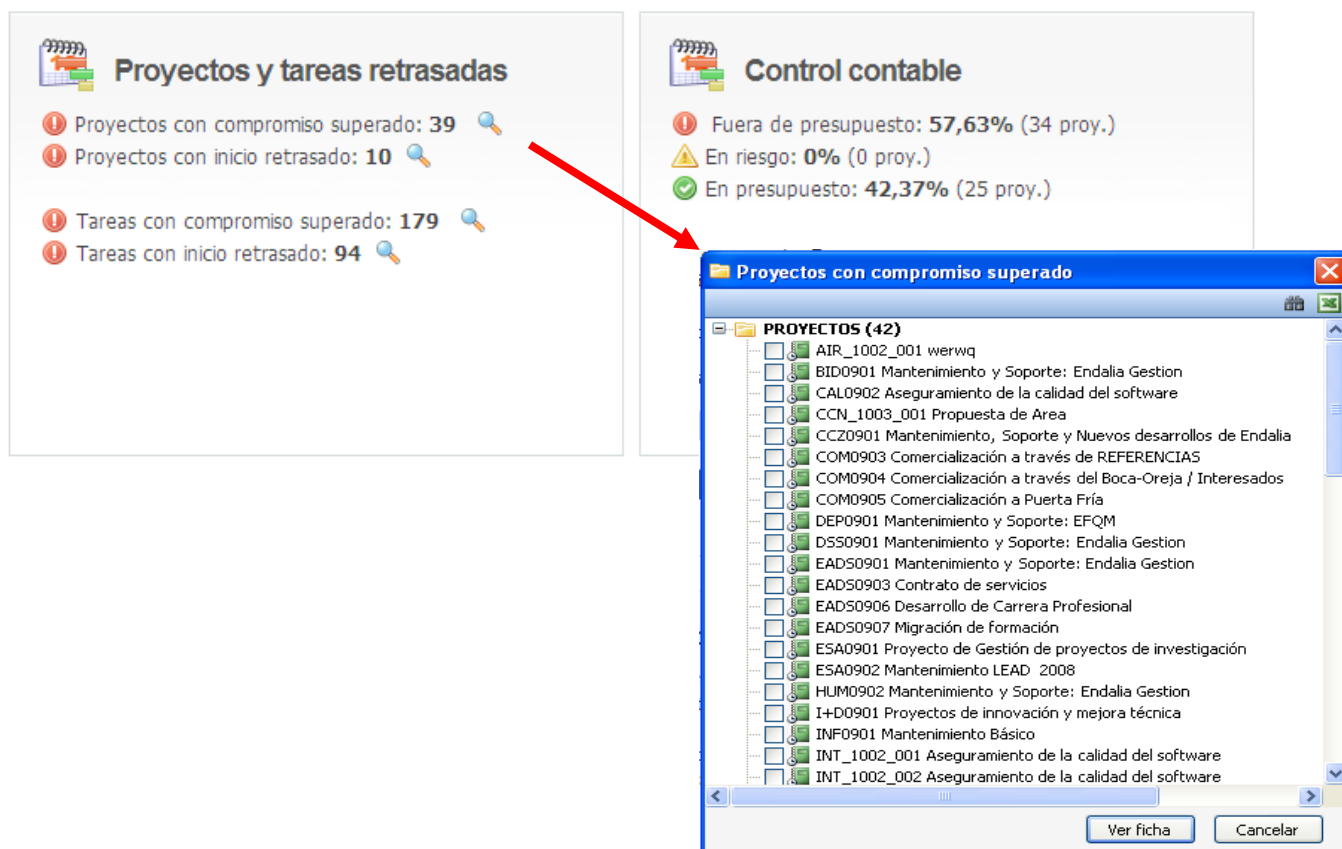 Proyectos y tareas retrasadas
Proyectos con compromiso superado: 39
Proyectos con inicio retrasado: 10
Tareas con compromiso superado: 179
Tareas con inicio retrasado: 94
Control contable
Fuera de presupuesto: 57,63% (34 proy.)
En riesgo: 0% (0 proy.)
En presupuesto: 42,37% (25 proy.)
Proyectos con compromiso superado
PROYECTOS (42)
AIR_1002_001 werwq
BID0901 Mantenimiento y Soporte: Endalia Gestion
CAL0902 Aseguramiento de la calidad del software
CCN_1003_001 Propuesta de Area
CCZ0901 Mantenimiento, Soporte y Nuevos desarrollos de Endalia
COM0903 Comercialización a través de REFERENCIAS
COM0904 Comercialización a través del Boca-Oreja / Interesados
COM0905 Comercialización a Puerta Fría
DEP0901 Mantenimiento y Soporte: EFQM
DSS0901 Mantenimiento y Soporte: Endalia Gestion
EADS0901 Mantenimiento y Soporte: Endalia Gestion
EADS0903 Contrato de servicios
EADS0906 Desarrollo de Carrera Profesional
EADS0907 Migración de formación
ESA0901 Proyecto de Gestión de proyectos de investigación
ESA0902 Mantenimiento LEAD 2008
HUM0902 Mantenimiento y Soporte: Endalia Gestion
I+D0901 Proyectos de innovación y mejora técnica
INF0901 Mantenimiento Básico
INT_1002_001 Aseguramiento de la calidad del software
INT_1002_002 Aseguramiento de la calidad del software
Ver ficha
Cancelar